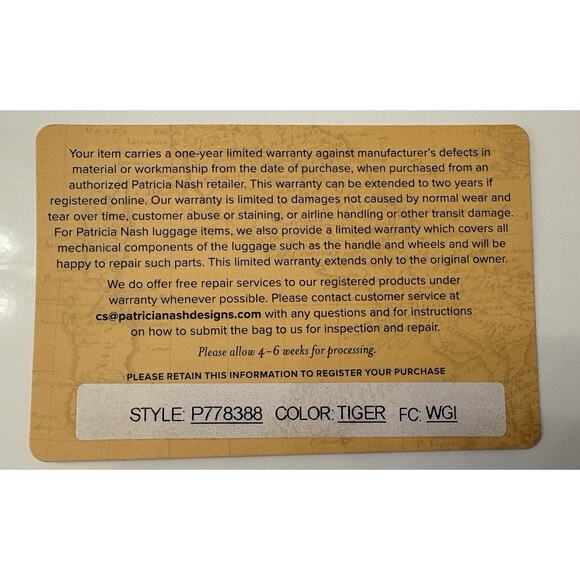 Your item carries a one-year limited warranty against manufacturer's defects in
material or workmanship from the date of purchase, when purchased from an
authorized Patricia Nash retailer. This warranty can be extended to two years if
registered online. Our warranty is limited to damages not caused by normal wear and
tear over time, customer abuse or staining, or airline handling or other transit damage.
For Patricia Nash luggage items, we also provide a limited warranty which covers all
mechanical components of the luggage such as the handle and wheels and will be
happy to repair such parts. This limited warranty extends only to the original owner.
We do offer free repair services to our registered products under
warranty whenever possible. Please contact customer service at
cs@patricianashdesigns.com with any questions and for instructions
on how to submit the bag to us for inspection and repair.
Please allow 4–6 weeks for processing.
PLEASE RETAIN THIS INFORMATION TO REGISTER YOUR PURCHASE
STYLE: P778388 COLOR: TIGER FC: WGI